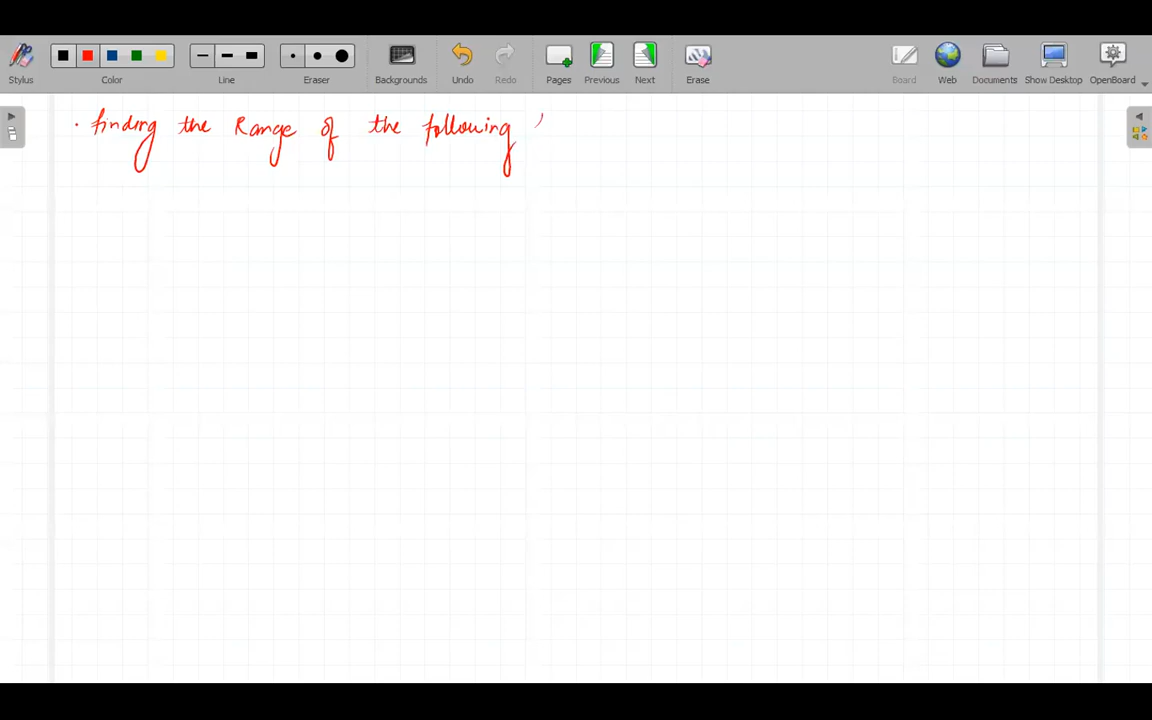 Stylus
Color
Line
Eraser
Backgrounds
Undo
Redo
Pages
Previous
Next
Erase
Board
Web
Documents
Show Desktop
OpenBoard
. finding the Range of the following